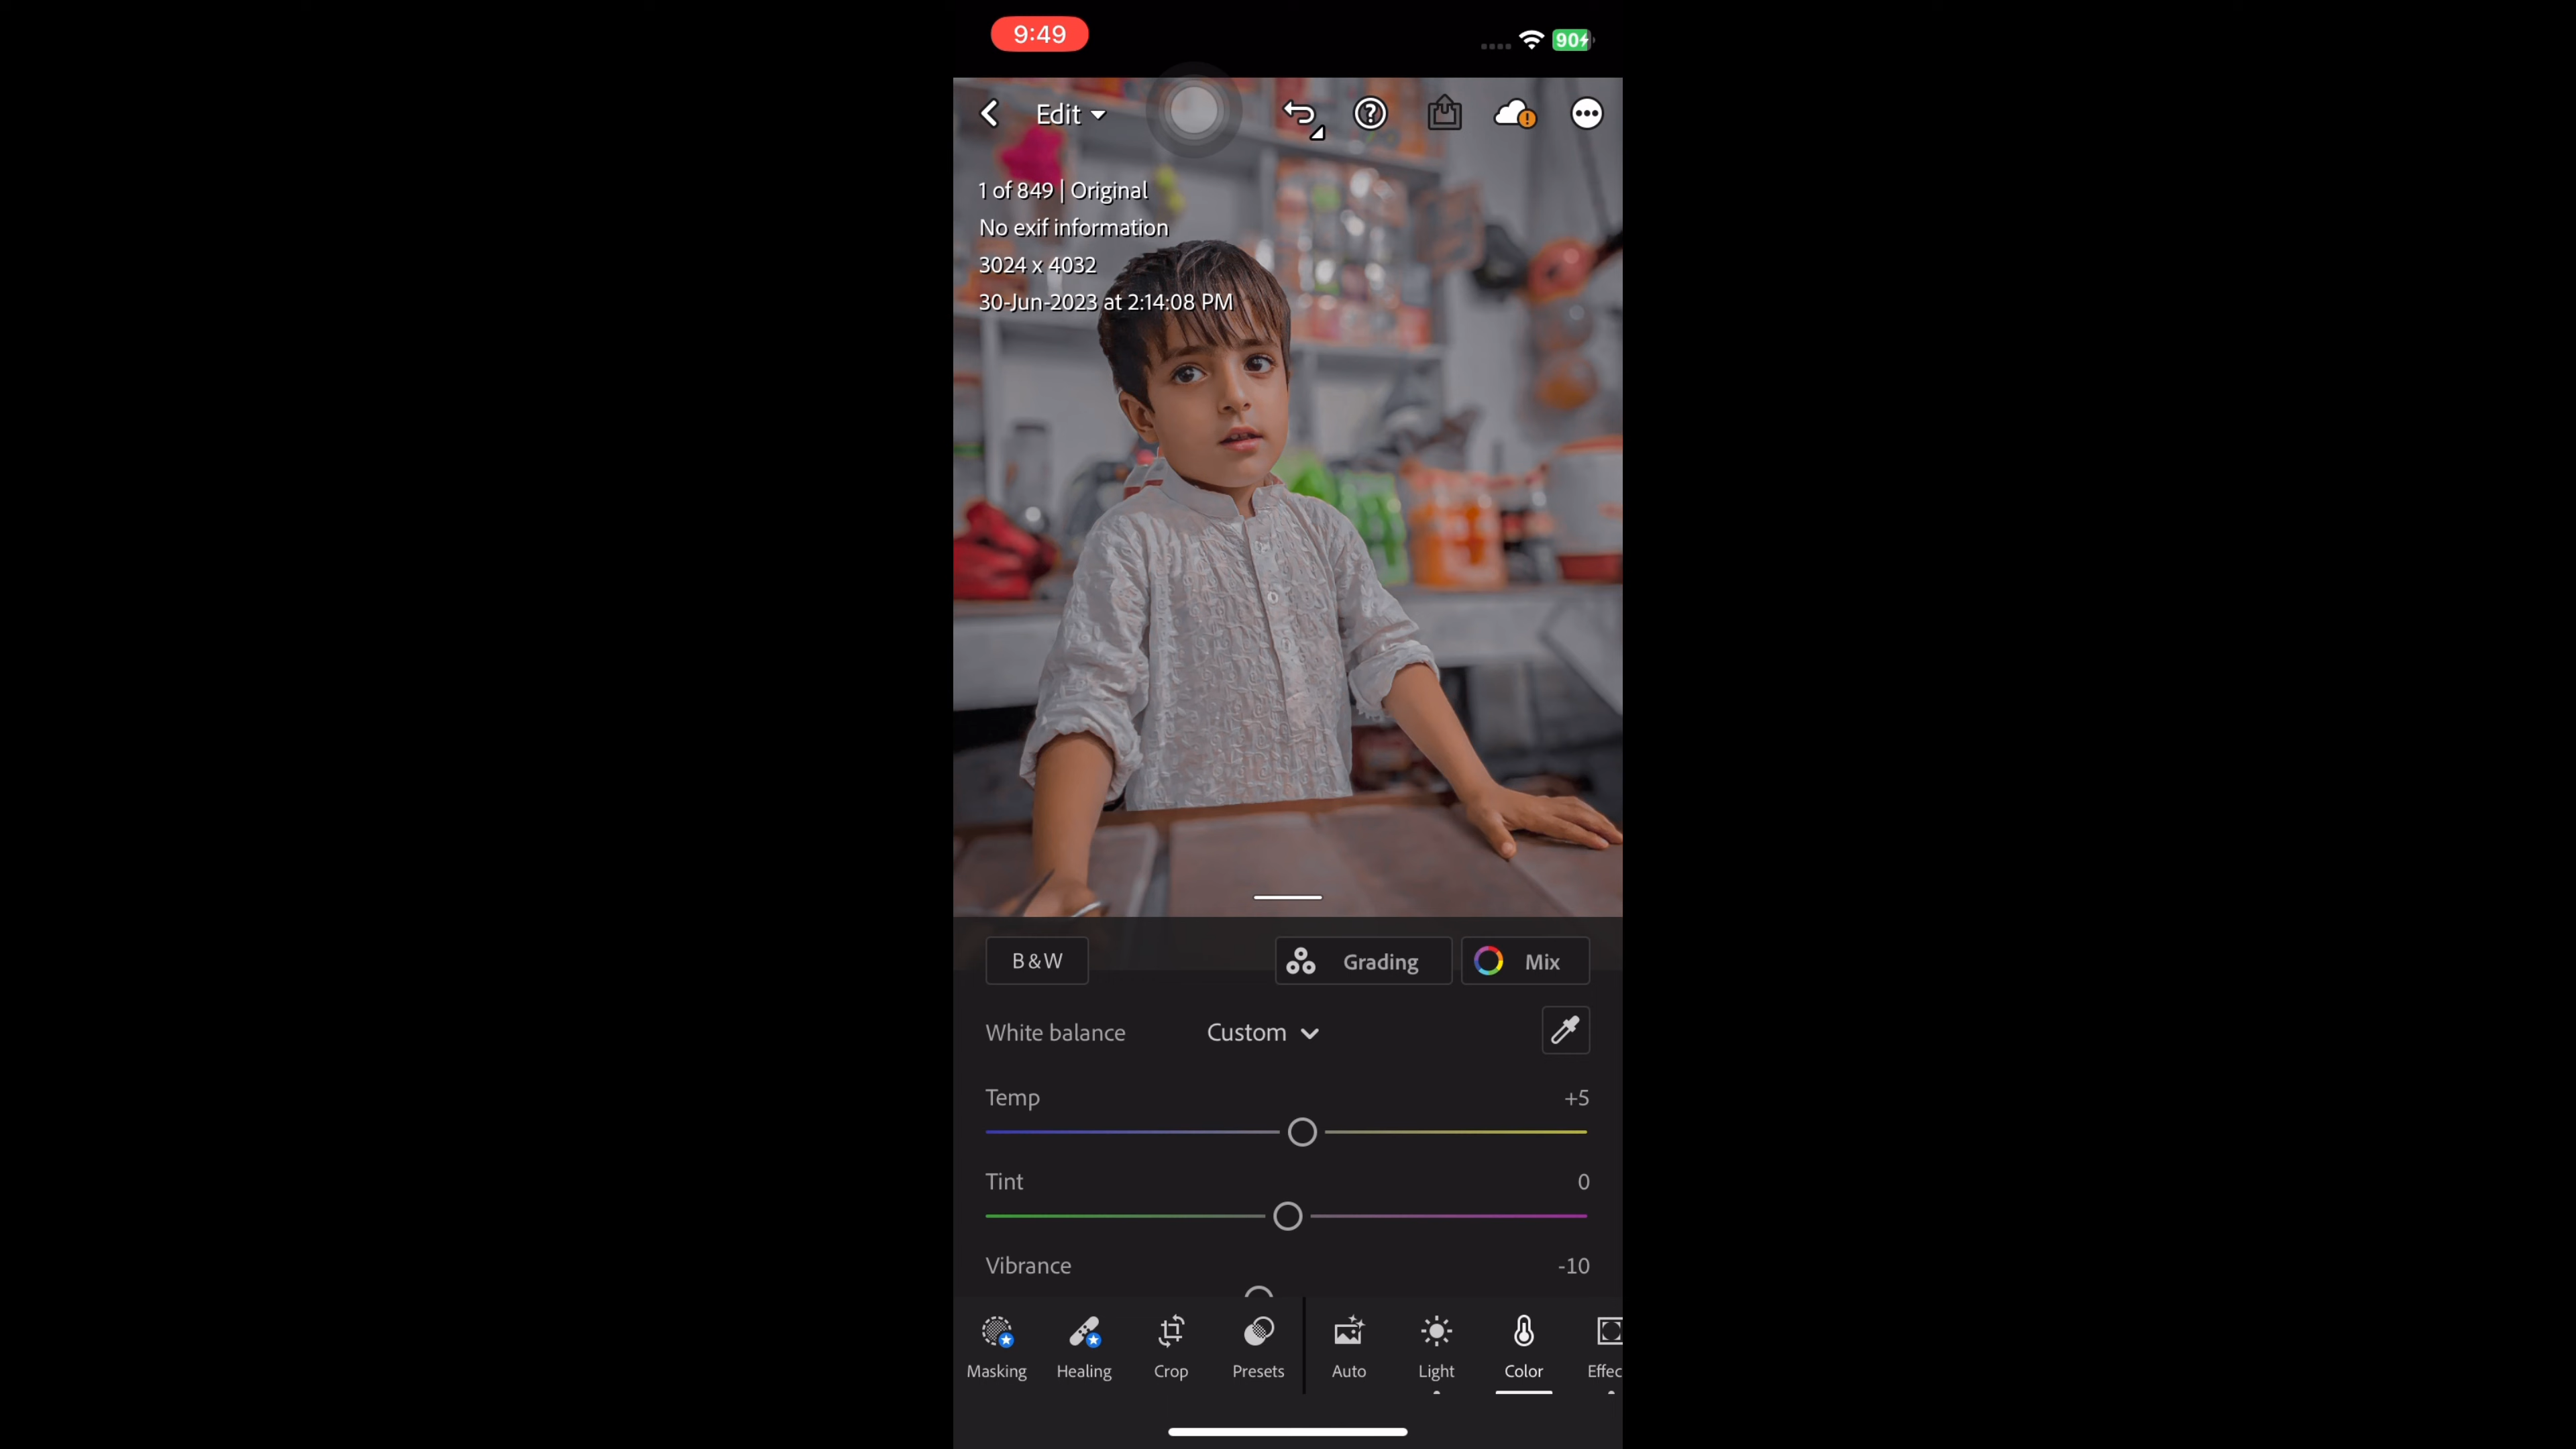 9:49
90
Edit
1 of 849 | Original
No exif information
3024 x 4032
30-Jun-2023 at 2:14:08 PM
B & W
Grading
Mix
White balance
Custom
Temp
+5
Tint
0
Vibrance
-10
Masking
Healing
Crop
Presets
Auto
Light
Color
Effec